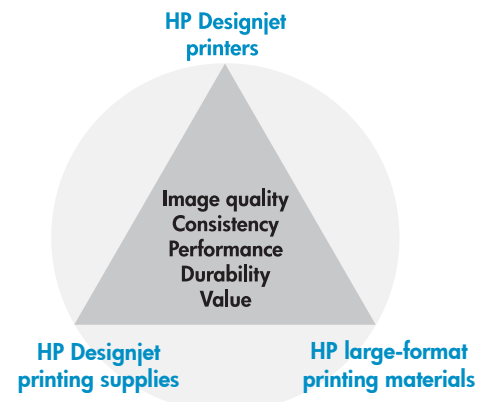 HP Designjet
printers
Image quality
Consistency
Performance
Durability
Value
HP Designjet
printing supplies
HP large-format
printing materials